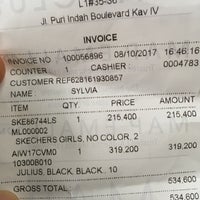 L1#35-36
Jl. Puri Indah Boulevard Kav IV
INVOICE
INVOICE NO : 100056896 08/10/2017 16:46:16
COUNTER : 1 CASHIER : 0004783
CUSTOMER REF628161930857
NAME : SYLVIA
ITEM QTY PRICE AMOUNT
SKE66744LS 1 215,400 215,400
ML000002
SKECHERS GIRLS, NO COLOR, 2
AIW17CVM0 1 319,200 319,200
103008010
JULIUS, BLACK, BLACK, 10
GROSS TOTAL: 534,600
534,600